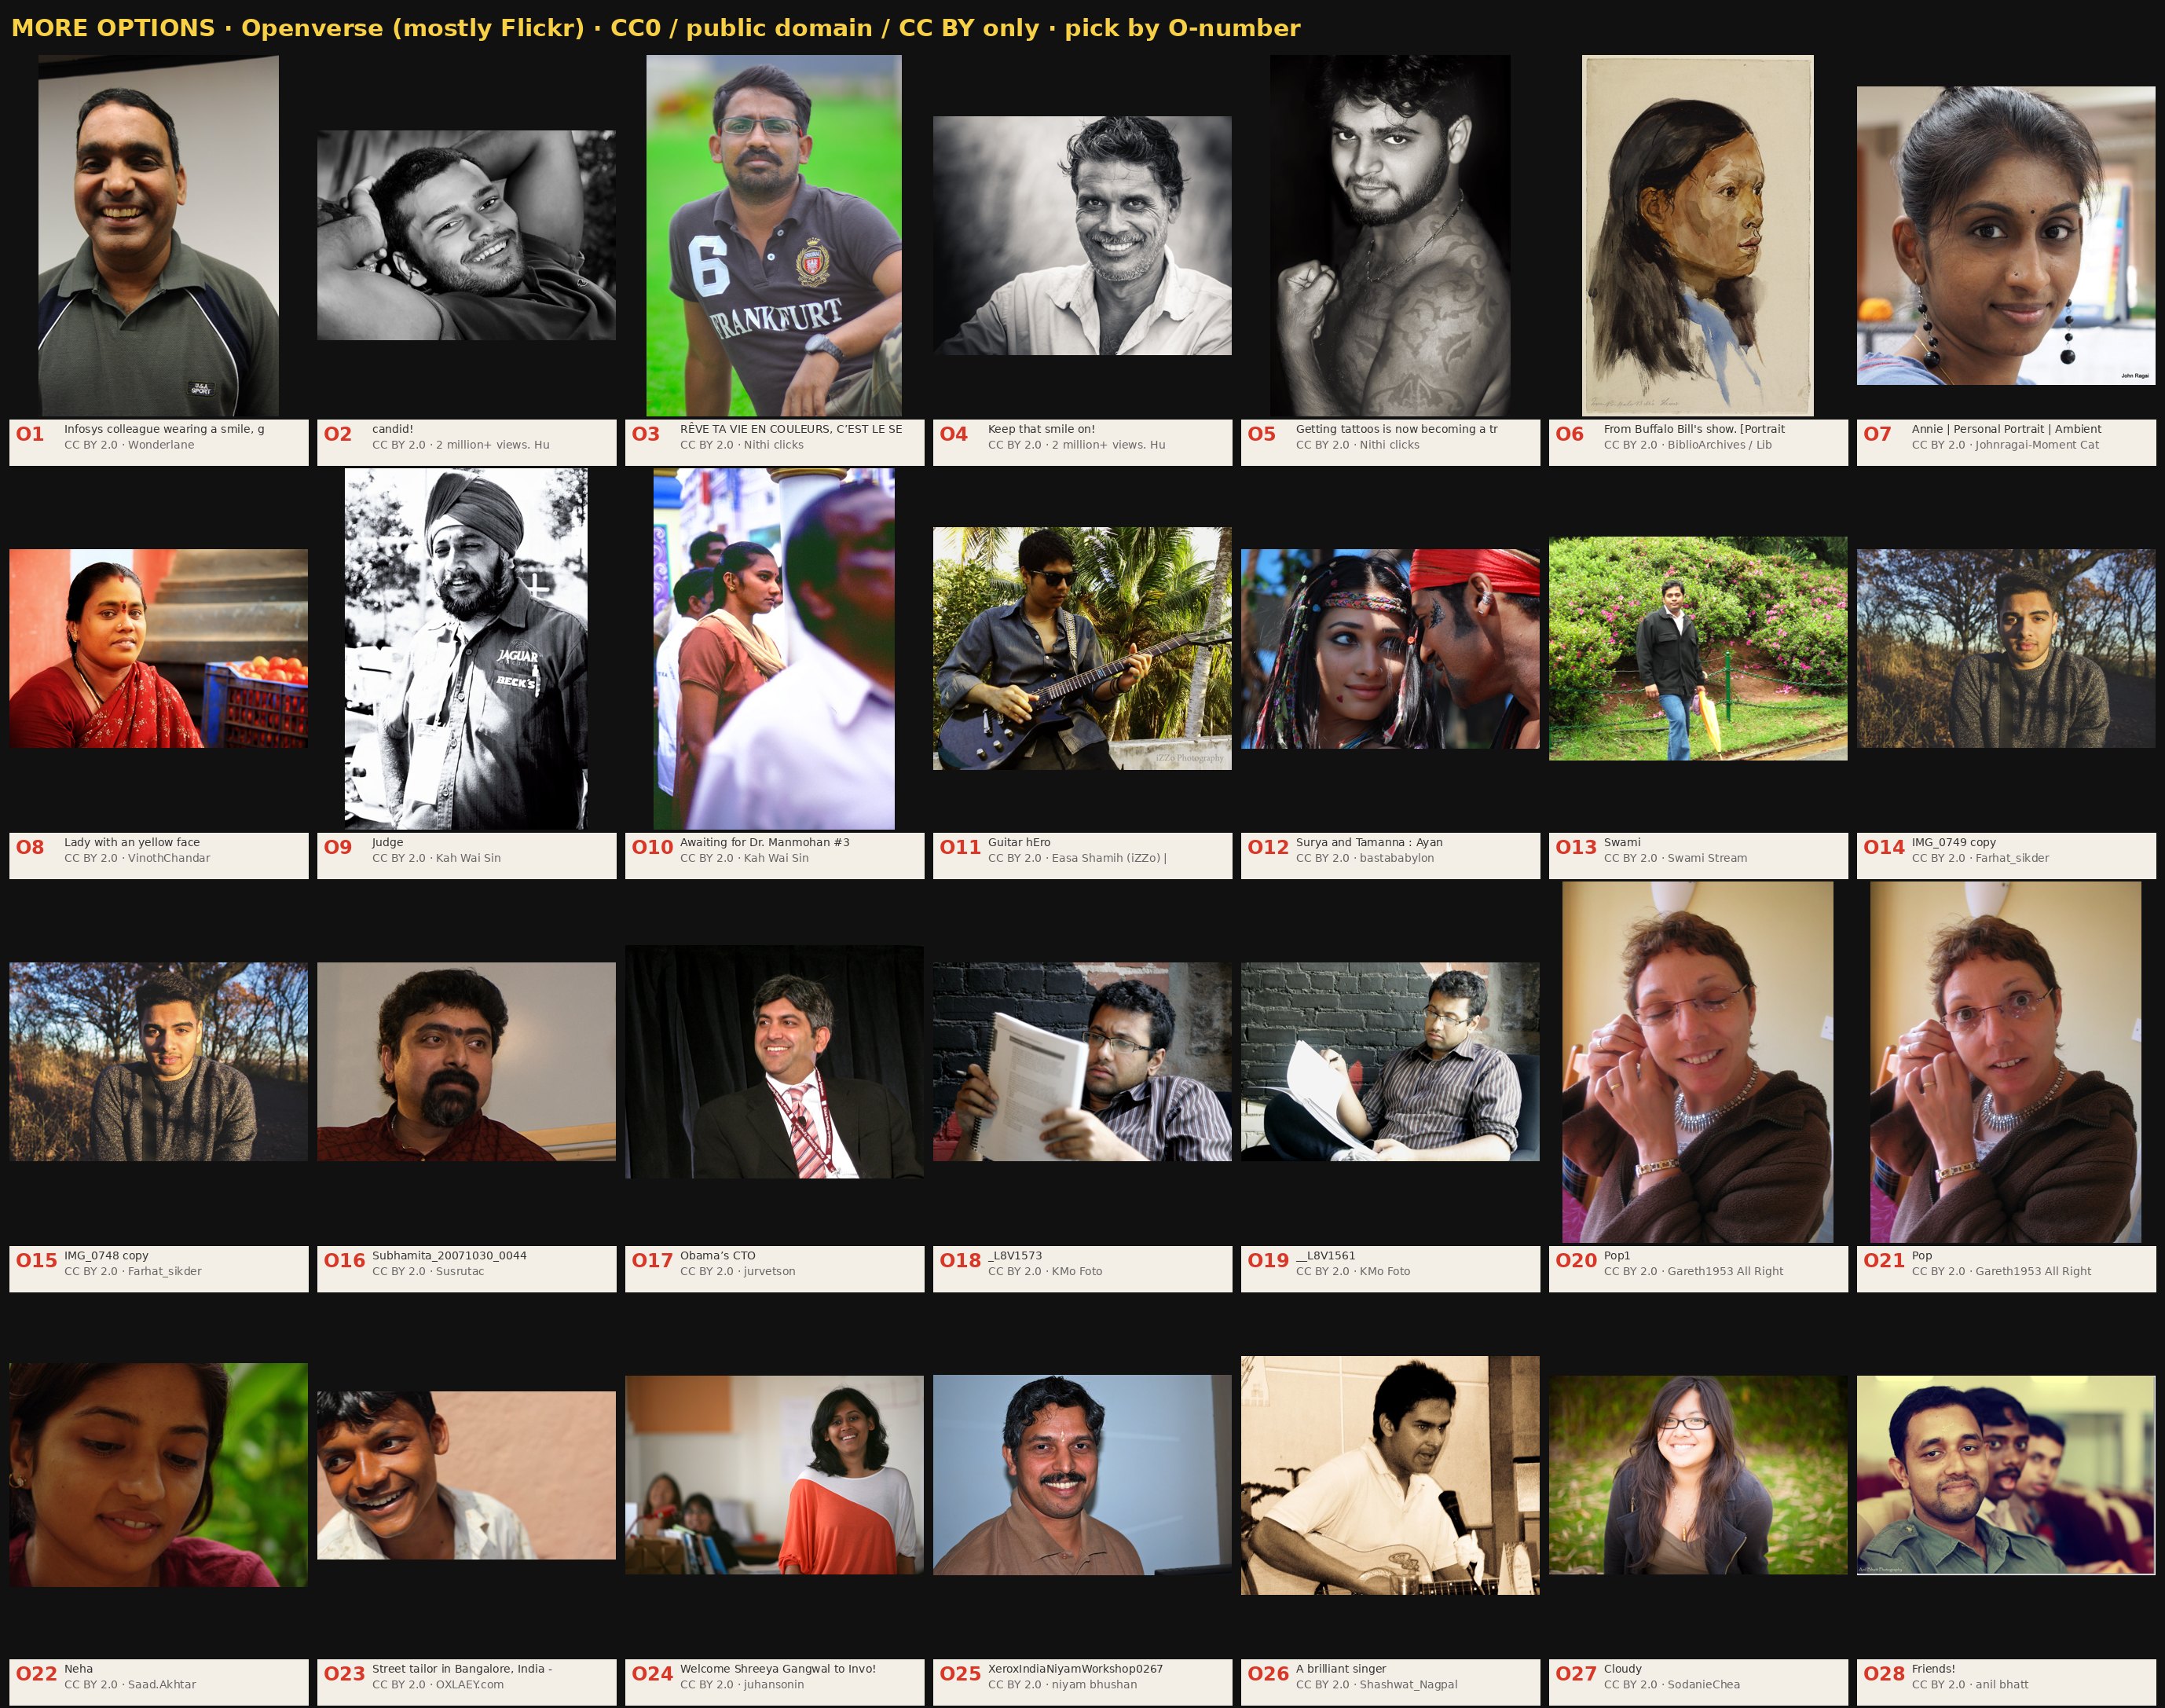 MORE OPTIONS · Openverse (mostly Flickr) · CC0 / public domain / CC BY only · pick by O-number
6
FRANKFURT
U.S.A
SPORT
John Ragai
O1 Infosys colleague wearing a smile, g
CC BY 2.0 · Wonderlane
O2 candid!
CC BY 2.0 · 2 million+ views. Hu
O3 RÊVE TA VIE EN COULEURS, C’EST LE SE
CC BY 2.0 · Nithi clicks
O4 Keep that smile on!
CC BY 2.0 · 2 million+ views. Hu
O5 Getting tattoos is now becoming a tr
CC BY 2.0 · Nithi clicks
O6 From Buffalo Bill's show. [Portrait
CC BY 2.0 · BiblioArchives / Lib
O7 Annie | Personal Portrait | Ambient
CC BY 2.0 · Johnragai-Moment Cat
JAGUAR
BECK'S
iZZo Photography
O8 Lady with an yellow face
CC BY 2.0 · VinothChandar
O9 Judge
CC BY 2.0 · Kah Wai Sin
O10 Awaiting for Dr. Manmohan #3
CC BY 2.0 · Kah Wai Sin
O11 Guitar hEro
CC BY 2.0 · Easa Shamih (iZZo) |
O12 Surya and Tamanna : Ayan
CC BY 2.0 · bastababylon
O13 Swami
CC BY 2.0 · Swami Stream
O14 IMG_0749 copy
CC BY 2.0 · Farhat_sikder
O15 IMG_0748 copy
CC BY 2.0 · Farhat_sikder
O16 Subhamita_20071030_0044
CC BY 2.0 · Susrutac
O17 Obama’s CTO
CC BY 2.0 · jurvetson
O18 _L8V1573
CC BY 2.0 · KMo Foto
O19 __L8V1561
CC BY 2.0 · KMo Foto
O20 Pop1
CC BY 2.0 · Gareth1953 All Right
O21 Pop
CC BY 2.0 · Gareth1953 All Right
O22 Neha
CC BY 2.0 · Saad.Akhtar
O23 Street tailor in Bangalore, India -
CC BY 2.0 · OXLAEY.com
O24 Welcome Shreeya Gangwal to Invo!
CC BY 2.0 · juhansonin
O25 XeroxIndiaNiyamWorkshop0267
CC BY 2.0 · niyam bhushan
O26 A brilliant singer
CC BY 2.0 · Shashwat_Nagpal
O27 Cloudy
CC BY 2.0 · SodanieChea
O28 Friends!
CC BY 2.0 · anil bhatt